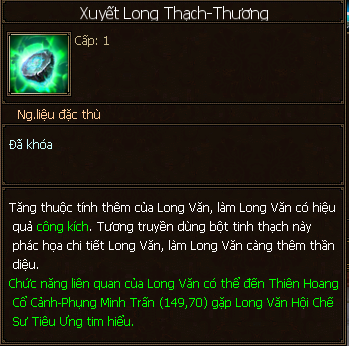 Xuyết Long Thạch-Thương
Cấp: 1
Ng.liệu đặc thù
Đã khóa
Tăng thuộc tính thêm của Long Văn, làm Long Văn có hiệu
quả công kích. Tương truyền dùng bột tinh thạch này
phác họa chi tiết Long Văn, làm Long Văn càng thêm thần
diệu.
Chức năng liên quan của Long Văn có thể đến Thiên Hoang
Cổ Cảnh-Phụng Minh Trấn (149,70) gặp Long Văn Hội Chế
Sư Tiêu Ưng tim hiểu.